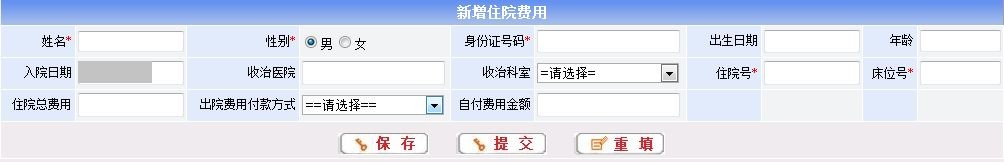 新增住院费用
姓名* 性别* 男 女 身份证号码* 出生日期 年龄
入院日期 收治医院 收治科室 =请选择= 住院号* 床位号*
住院总费用 出院费用付款方式 ==请选择== 自付费用金额
保存 提交 重填